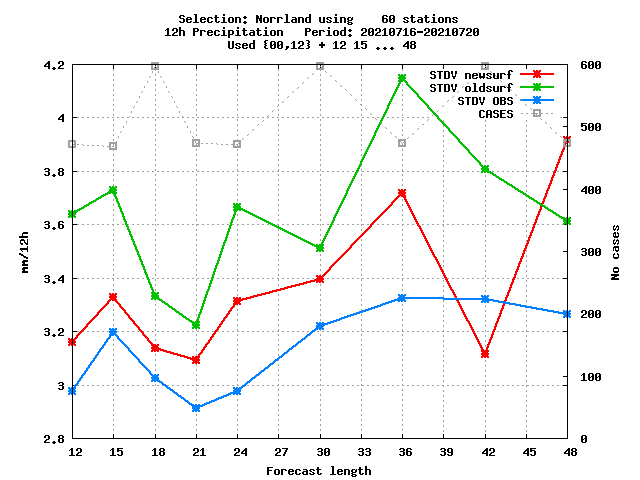 Selection: Norrland using    60 stations
12h Precipitation   Period: 20210716-20210720
Used {00,12} + 12 15 ... 48
STDV newsurf
STDV oldsurf
STDV OBS
CASES
4.2
4
3.8
3.6
3.4
3.2
3
2.8
mm/12h
600
500
400
300
200
100
0
No cases
12 15 18 21 24 27 30 33 36 39 42 45 48
Forecast length